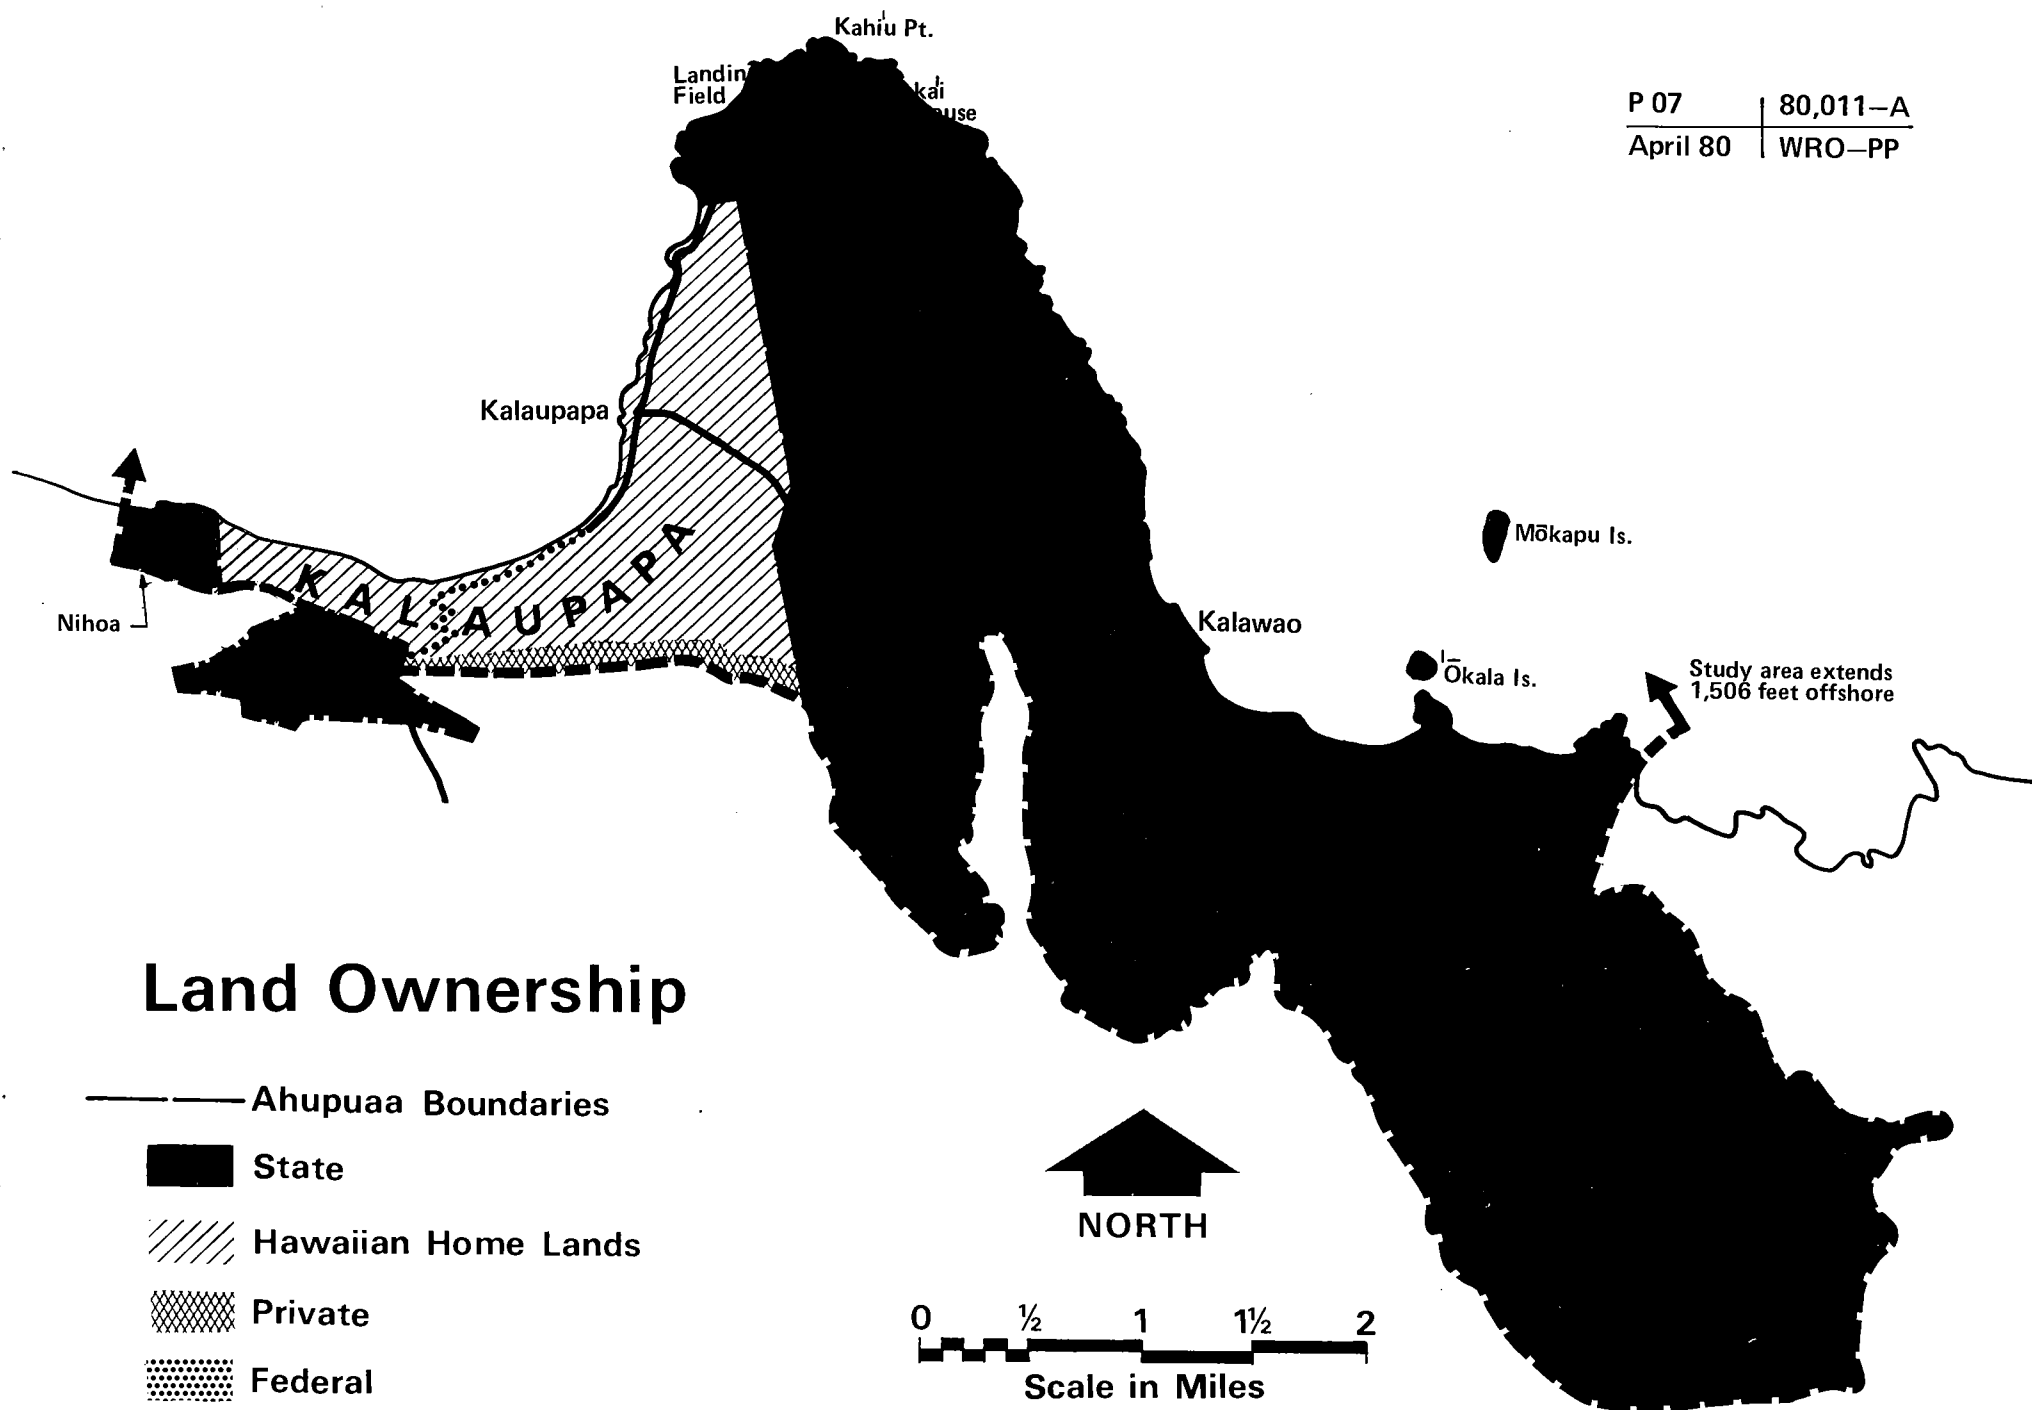 Kahiu Pt.
Landin
Field
kai
ouse
P 07
80,011–A
April 80
WRO–PP
Kalaupapa
KALAUPAPA
Mōkapu Is.
Nihoa
Kalawao
Ōkala Is.
Study area extends
1,506 feet offshore
Land Ownership
Ahupuaa Boundaries
State
Hawaiian Home Lands
Private
Federal
NORTH
0 ½ 1 1½ 2
Scale in Miles